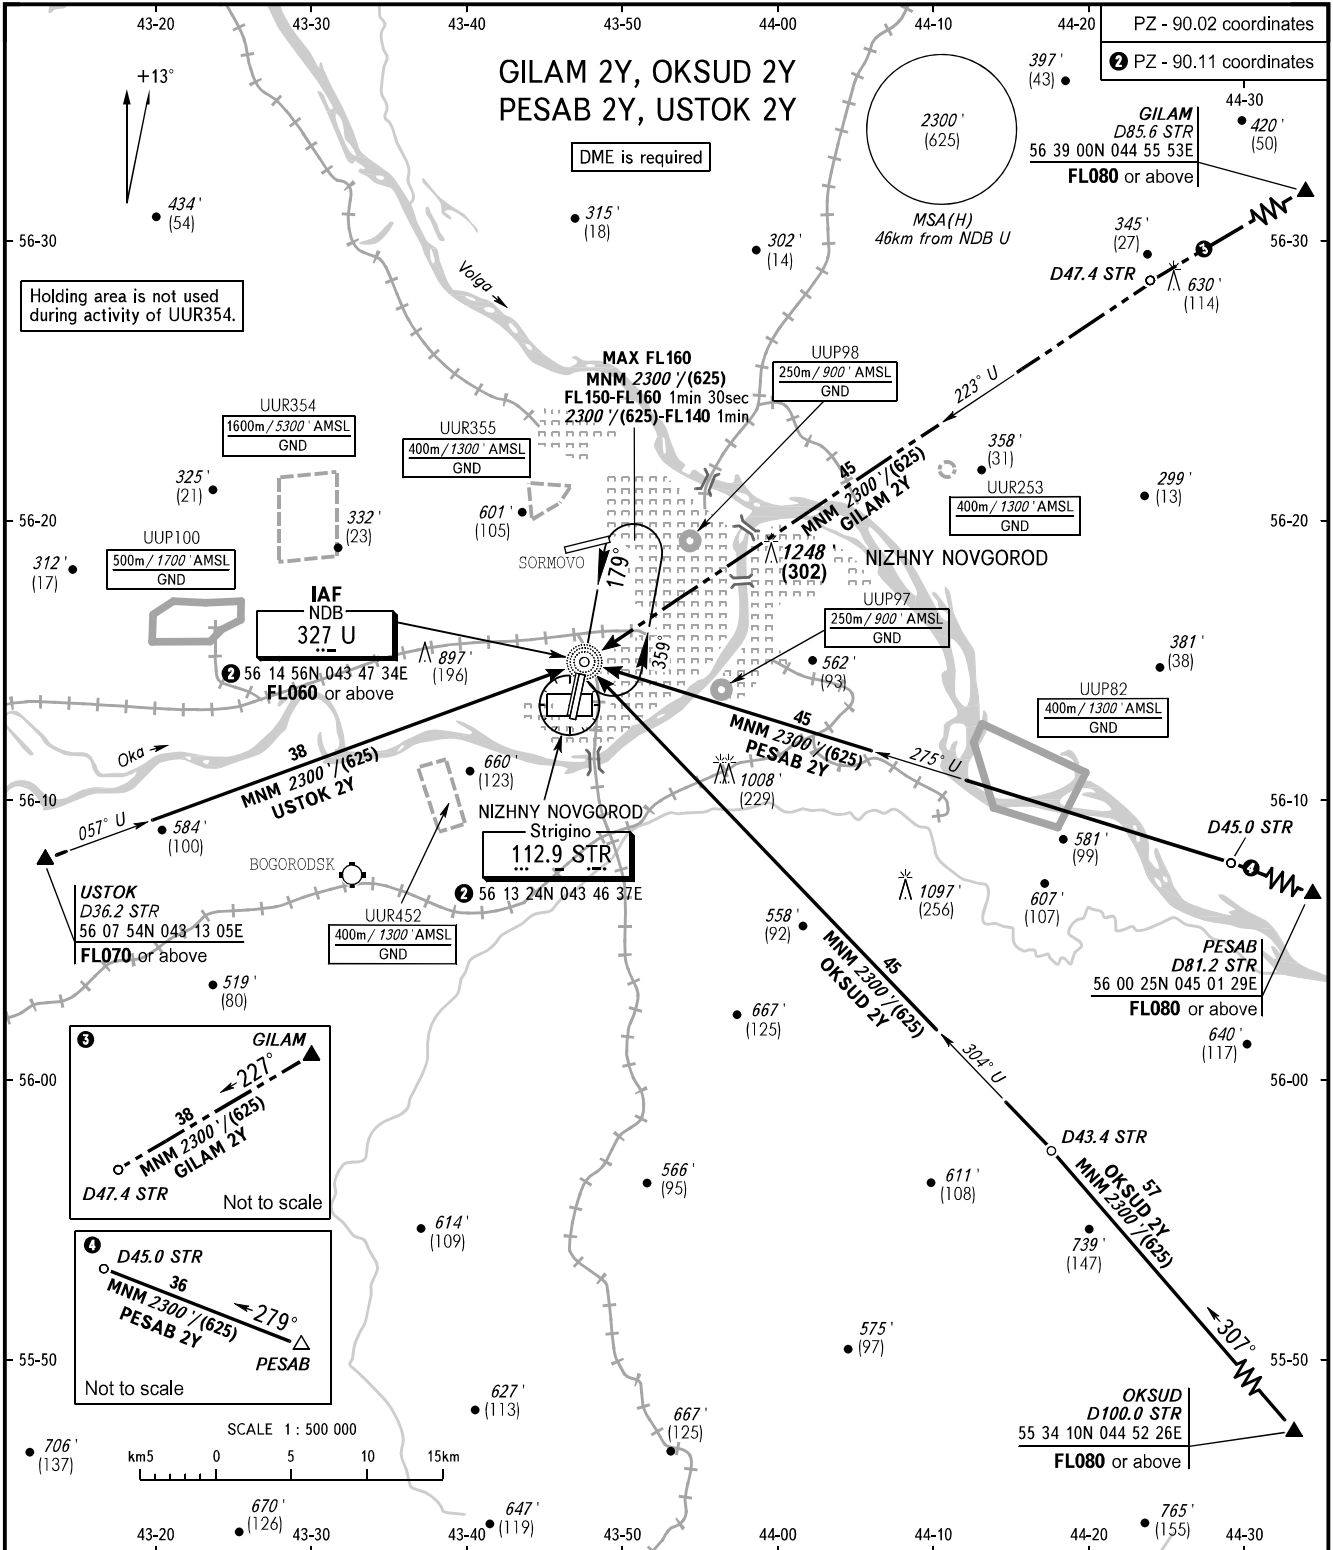 43-20
43-30
43-40
43-50
44-00
44-10
44-20
PZ - 90.02 coordinates
2 PZ - 90.11 coordinates
44-30
+13°
GILAM 2Y, OKSUD 2Y
PESAB 2Y, USTOK 2Y
DME is required
2300'
(625)
MSA(H)
46km from NDB U
397'
(43)
GILAM
D85.6 STR
56 39 00N 044 55 53E
FL080 or above
420'
(50)
434'
(54)
315'
(18)
302'
(14)
345'
(27)
56-30
56-30
D47.4 STR
3
630'
(114)
Volga
Holding area is not used
during activity of UUR354.
MAX FL160
MNM 2300'/(625)
FL150-FL160 1min 30sec
2300'/(625)-FL140 1min
UUP98
250m/900' AMSL
GND
223° U
UUR354
1600m/5300' AMSL
GND
UUR355
400m/1300' AMSL
GND
45
MNM 2300'/(625)
GILAM 2Y
358'
(31)
325'
(21)
601'
(105)
332'
(23)
UUR253
400m/1300' AMSL
GND
299'
(13)
56-20
56-20
UUP100
500m/1700' AMSL
GND
312'
(17)
SORMOVO
179°
1248'
(302)
NIZHNY NOVGOROD
IAF
NDB
327 U
2 56 14 56N 043 47 34E
FL060 or above
897'
(196)
359°
UUP97
250m/900' AMSL
GND
562'
(93)
381'
(38)
UUP82
400m/1300' AMSL
GND
45
MNM 2300'/(625)
PESAB 2Y
275° U
Oka
38
MNM 2300'/(625)
USTOK 2Y
057° U
660'
(123)
1008'
(229)
56-10
56-10
584'
(100)
NIZHNY NOVGOROD
Strigino
112.9 STR
2 56 13 24N 043 46 37E
D45.0 STR
4
581'
(99)
607'
(107)
BOGORODSK
1097'
(256)
USTOK
D36.2 STR
56 07 54N 043 13 05E
FL070 or above
UUR452
400m/1300' AMSL
GND
558'
(92)
45
MNM 2300'/(625)
OKSUD 2Y
PESAB
D81.2 STR
56 00 25N 045 01 29E
FL080 or above
519'
(80)
667'
(125)
640'
(117)
3
GILAM
227°
38
MNM 2300'/(625)
GILAM 2Y
D47.4 STR
Not to scale
56-00
56-00
304° U
D43.4 STR
57
OKSUD 2Y
MNM 2300'/(625)
566'
(95)
611'
(108)
614'
(109)
739'
(147)
4
D45.0 STR
36
MNM 2300'/(625)
PESAB 2Y
279°
PESAB
Not to scale
307°
575'
(97)
55-50
55-50
627'
(113)
OKSUD
D100.0 STR
55 34 10N 044 52 26E
FL080 or above
SCALE 1 : 500 000
km5 0 5 10 15km
667'
(125)
706'
(137)
670'
(126)
647'
(119)
765'
(155)
43-20
43-30
43-40
43-50
44-00
44-10
44-20
44-30